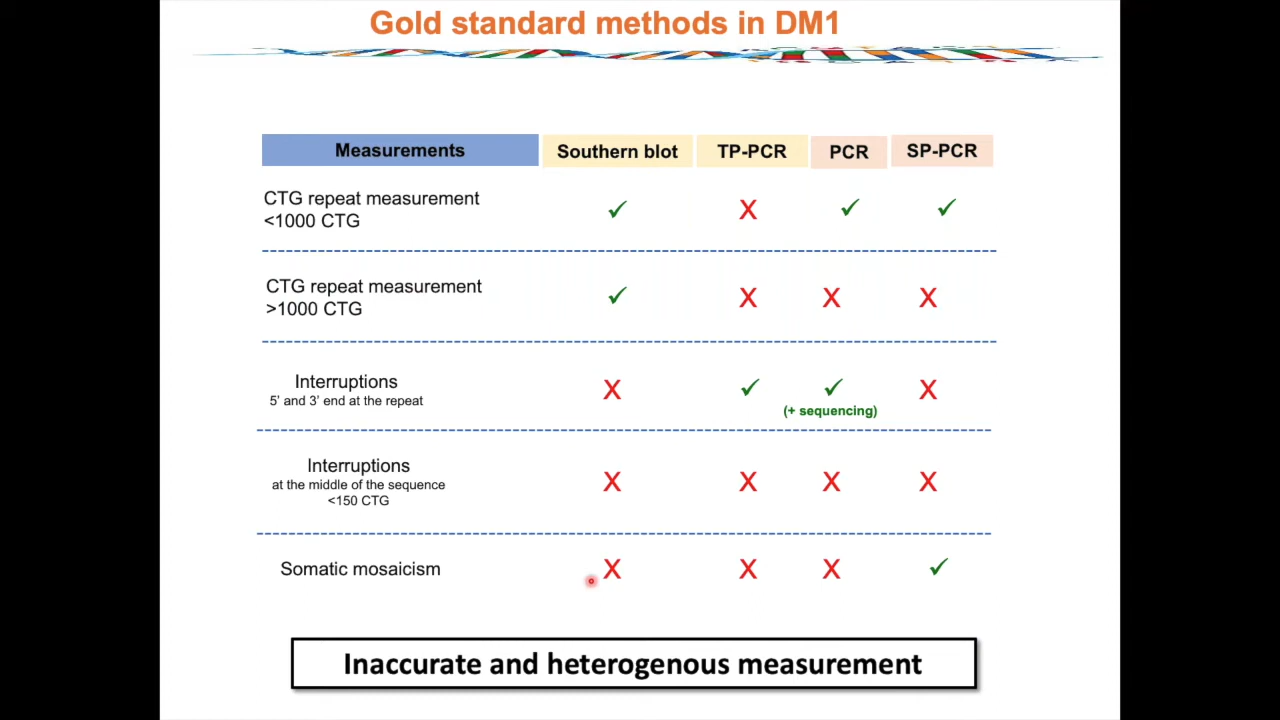 Gold standard methods in DM1
Measurements Southern blot TP-PCR PCR SP-PCR
CTG repeat measurement
<1000 CTG
✓ X ✓ ✓
CTG repeat measurement
>1000 CTG
✓ X X X
Interruptions
5’ and 3’ end at the repeat
X ✓ ✓ X
(+ sequencing)
Interruptions
at the middle of the sequence
<150 CTG
X X X X
Somatic mosaicism X X X ✓
Inaccurate and heterogenous measurement